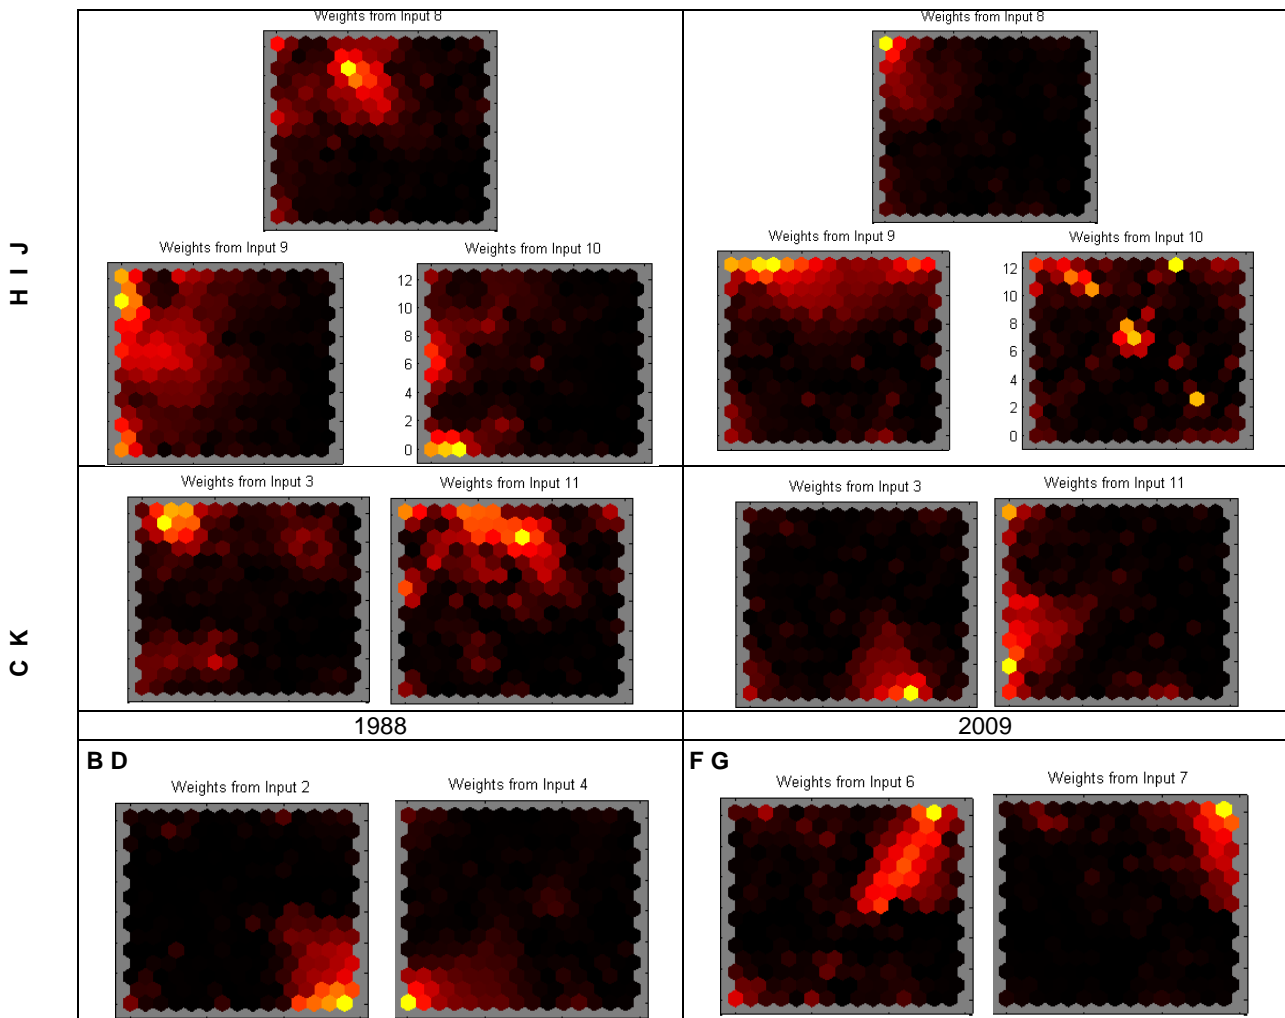 Weights from Input 8
Weights from Input 8
H I J
Weights from Input 9
Weights from Input 10
12
10
8
6
4
2
0
Weights from Input 9
Weights from Input 10
12
10
8
6
4
2
0
C K
Weights from Input 3
Weights from Input 11
Weights from Input 3
Weights from Input 11
1988
2009
B D
Weights from Input 2
Weights from Input 4
F G
Weights from Input 6
Weights from Input 7